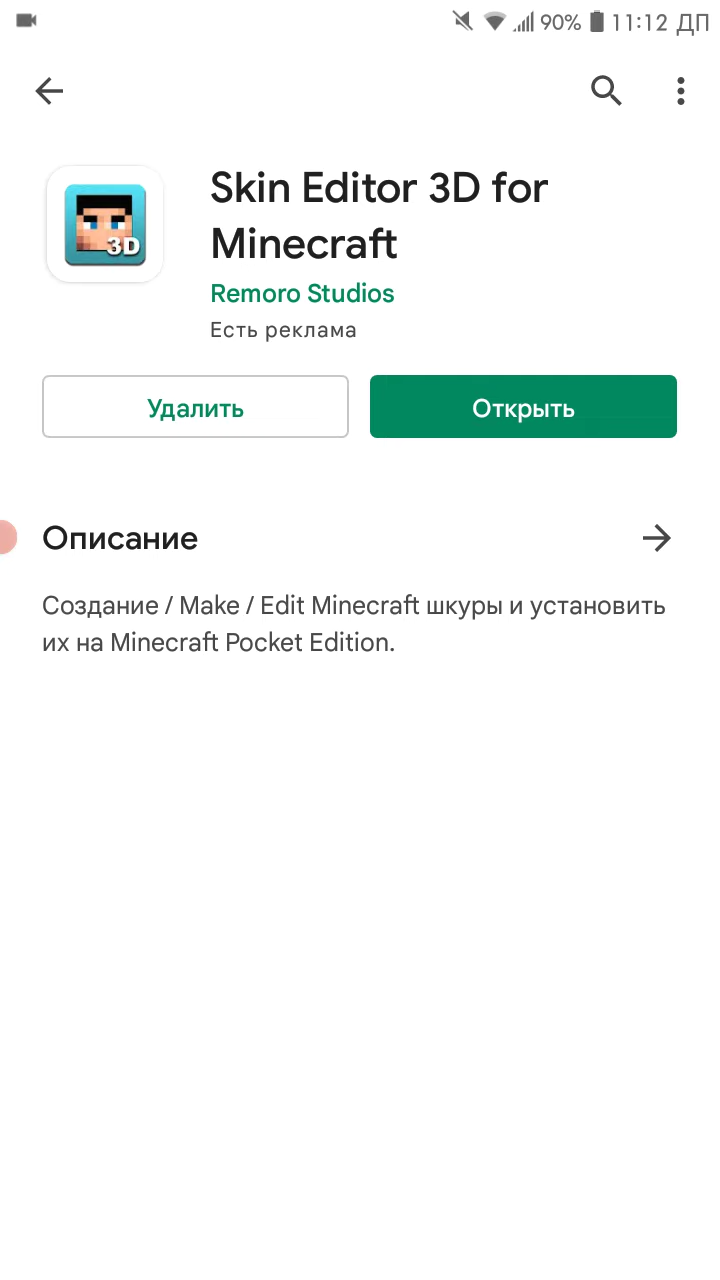 90% 11:12 ДП
Skin Editor 3D for
Minecraft
3D
Remoro Studios
Есть реклама
Удалить
Открыть
Описание
Создание / Make / Edit Minecraft шкуры и установить
их на Minecraft Pocket Edition.